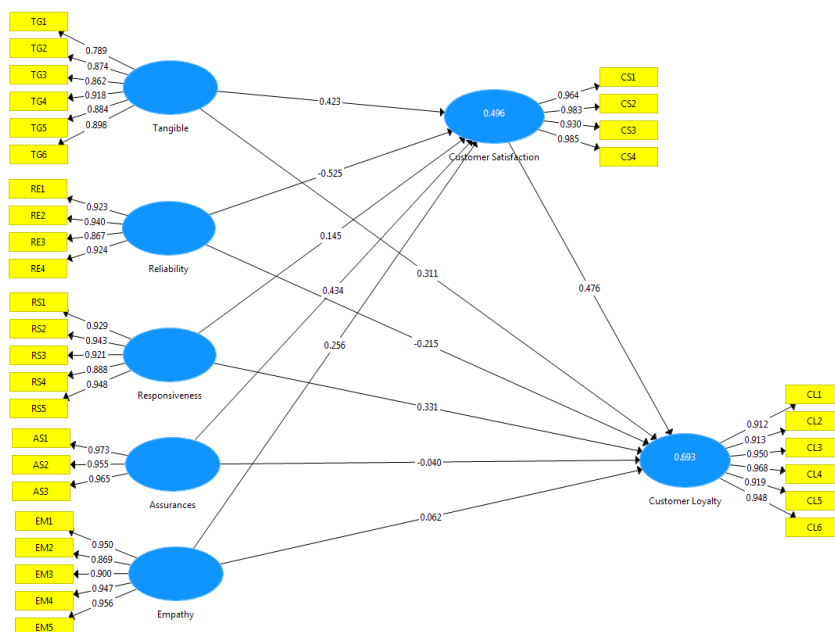 TG1
TG2
TG3
TG4
TG5
TG6
0.789
0.874
0.862
0.918
0.884
0.898
Tangible
RE1
RE2
RE3
RE4
0.923
0.940
0.867
0.924
Reliability
RS1
RS2
RS3
RS4
RS5
0.929
0.943
0.921
0.888
0.948
Responsiveness
AS1
AS2
AS3
0.973
0.955
0.965
Assurances
EM1
EM2
EM3
EM4
EM5
0.950
0.869
0.900
0.947
0.956
Empathy
0.423
-0.525
0.145
0.434
0.256
0.311
-0.215
0.331
-0.040
0.062
0.476
0.496
Customer Satisfaction
0.964
0.983
0.930
0.985
CS1
CS2
CS3
CS4
0.693
Customer Loyalty
0.912
0.913
0.950
0.968
0.919
0.948
CL1
CL2
CL3
CL4
CL5
CL6